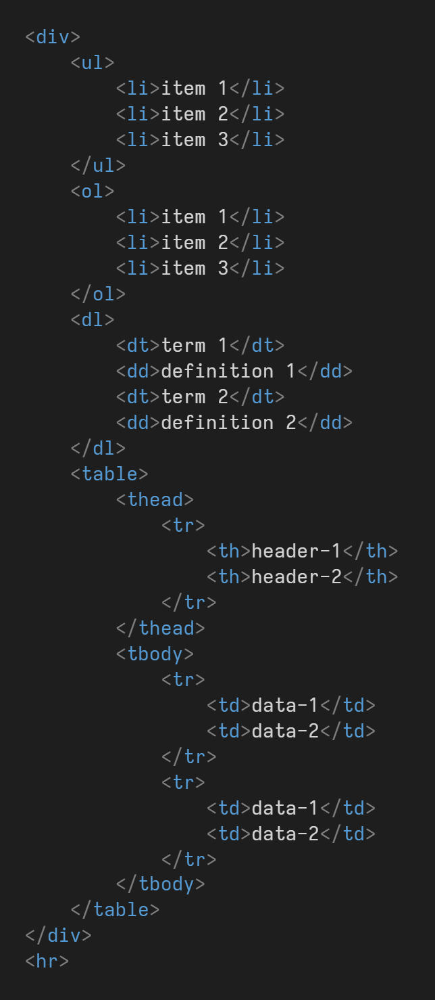 <div>
    <ul>
        <li>item 1</li>
        <li>item 2</li>
        <li>item 3</li>
    </ul>
    <ol>
        <li>item 1</li>
        <li>item 2</li>
        <li>item 3</li>
    </ol>
    <dl>
        <dt>term 1</dt>
        <dd>definition 1</dd>
        <dt>term 2</dt>
        <dd>definition 2</dd>
    </dl>
    <table>
        <thead>
            <tr>
                <th>header-1</th>
                <th>header-2</th>
            </tr>
        </thead>
        <tbody>
            <tr>
                <td>data-1</td>
                <td>data-2</td>
            </tr>
            <tr>
                <td>data-1</td>
                <td>data-2</td>
            </tr>
        </tbody>
    </table>
</div>
<hr>